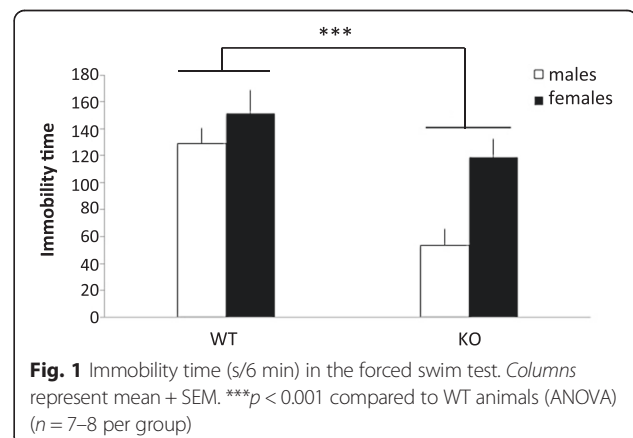 ***
180
160
140
120
100
80
60
40
20
0
Immobility time
males
females
WT
KO
Fig. 1 Immobility time (s/6 min) in the forced swim test. Columns
represent mean + SEM. ***p < 0.001 compared to WT animals (ANOVA)
(n = 7–8 per group)